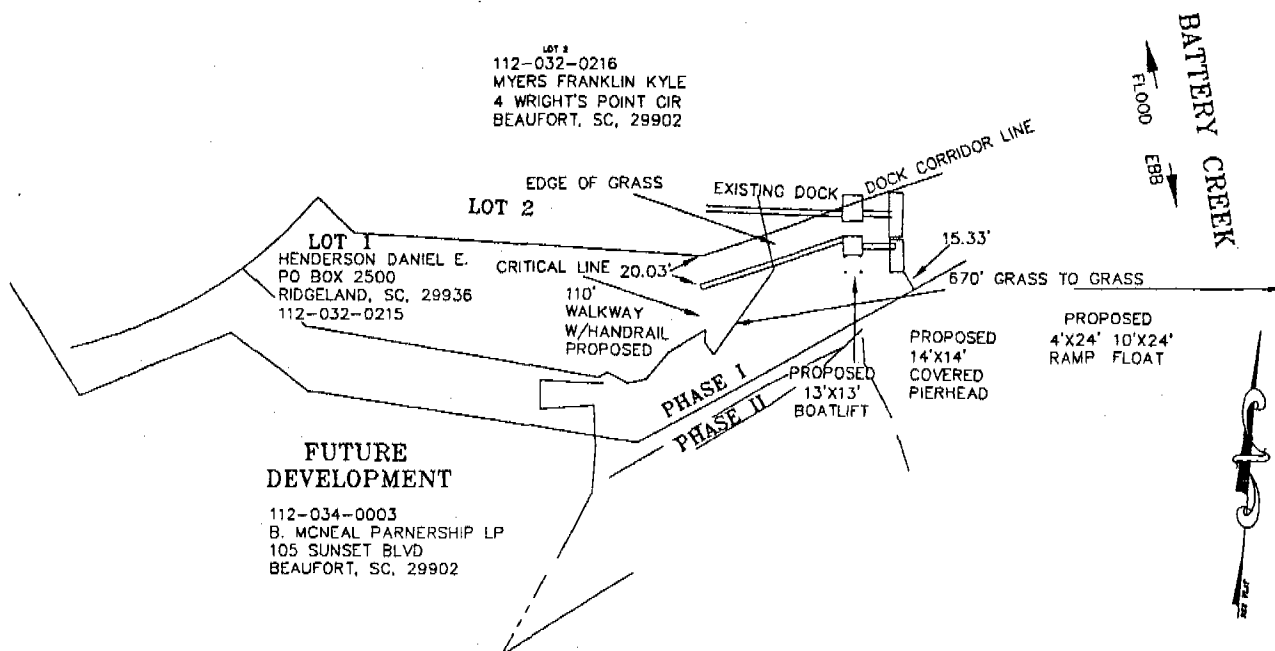 LOT 2
112-032-0216
MYERS FRANKLIN KYLE
4 WRIGHT'S POINT CIR
BEAUFORT, SC, 29902
BATTERY CREEK
FLOOD
EBB
DOCK CORRIDOR LINE
EDGE OF GRASS
EXISTING DOCK
LOT 2
LOT 1
HENDERSON DANIEL E.
PO BOX 2500
RIDGELAND, SC, 29936
112-032-0215
CRITICAL LINE
20.03'
15.33'
670' GRASS TO GRASS
110'
WALKWAY
W/HANDRAIL
PROPOSED
PHASE I
PHASE II
PROPOSED
13'X13'
BOATLIFT
PROPOSED
14'X14'
COVERED
PIERHEAD
PROPOSED
4'X24' 10'X24'
RAMP FLOAT
FUTURE
DEVELOPMENT
112-034-0003
B. MCNEAL PARNERSHIP LP
105 SUNSET BLVD
BEAUFORT, SC, 29902